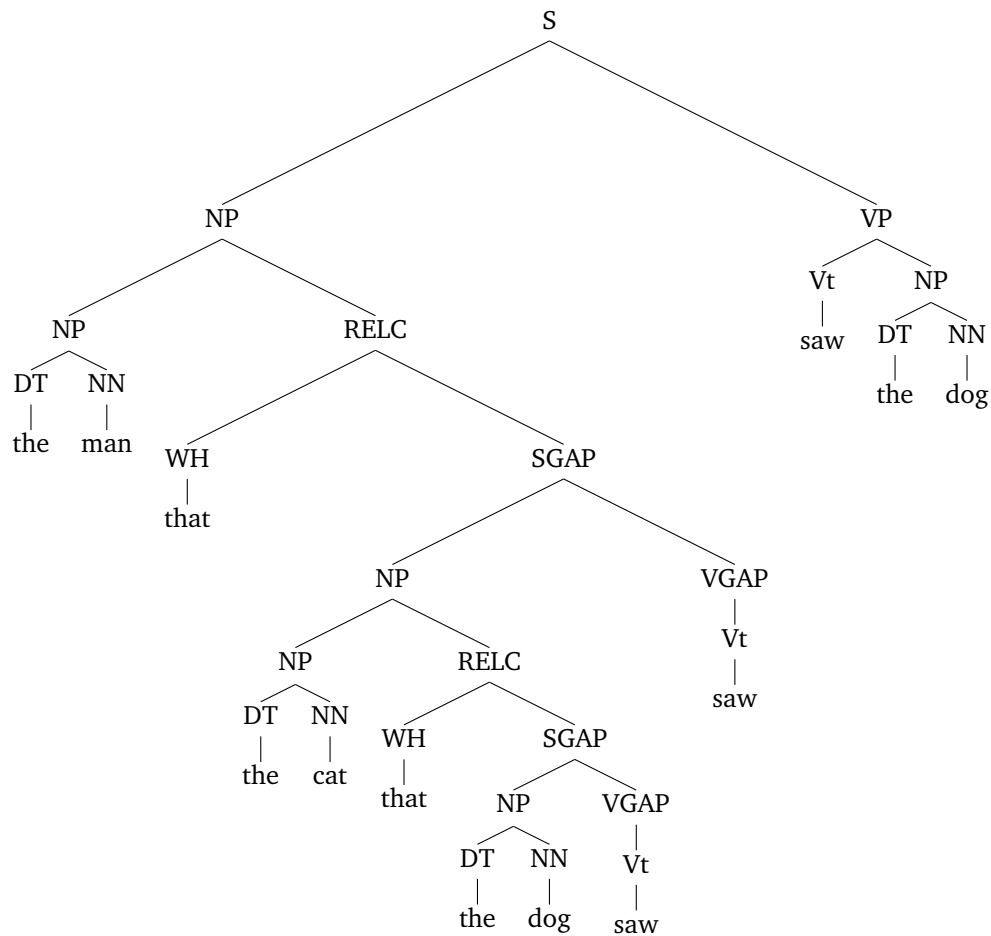 S
NP VP
Vt NP
NP RELC
saw DT NN
DT NN
the dog
the man
WH SGAP
that
NP VGAP
Vt
NP RELC
saw
DT NN
WH SGAP
the cat
that
NP VGAP
DT NN
Vt
the dog
saw